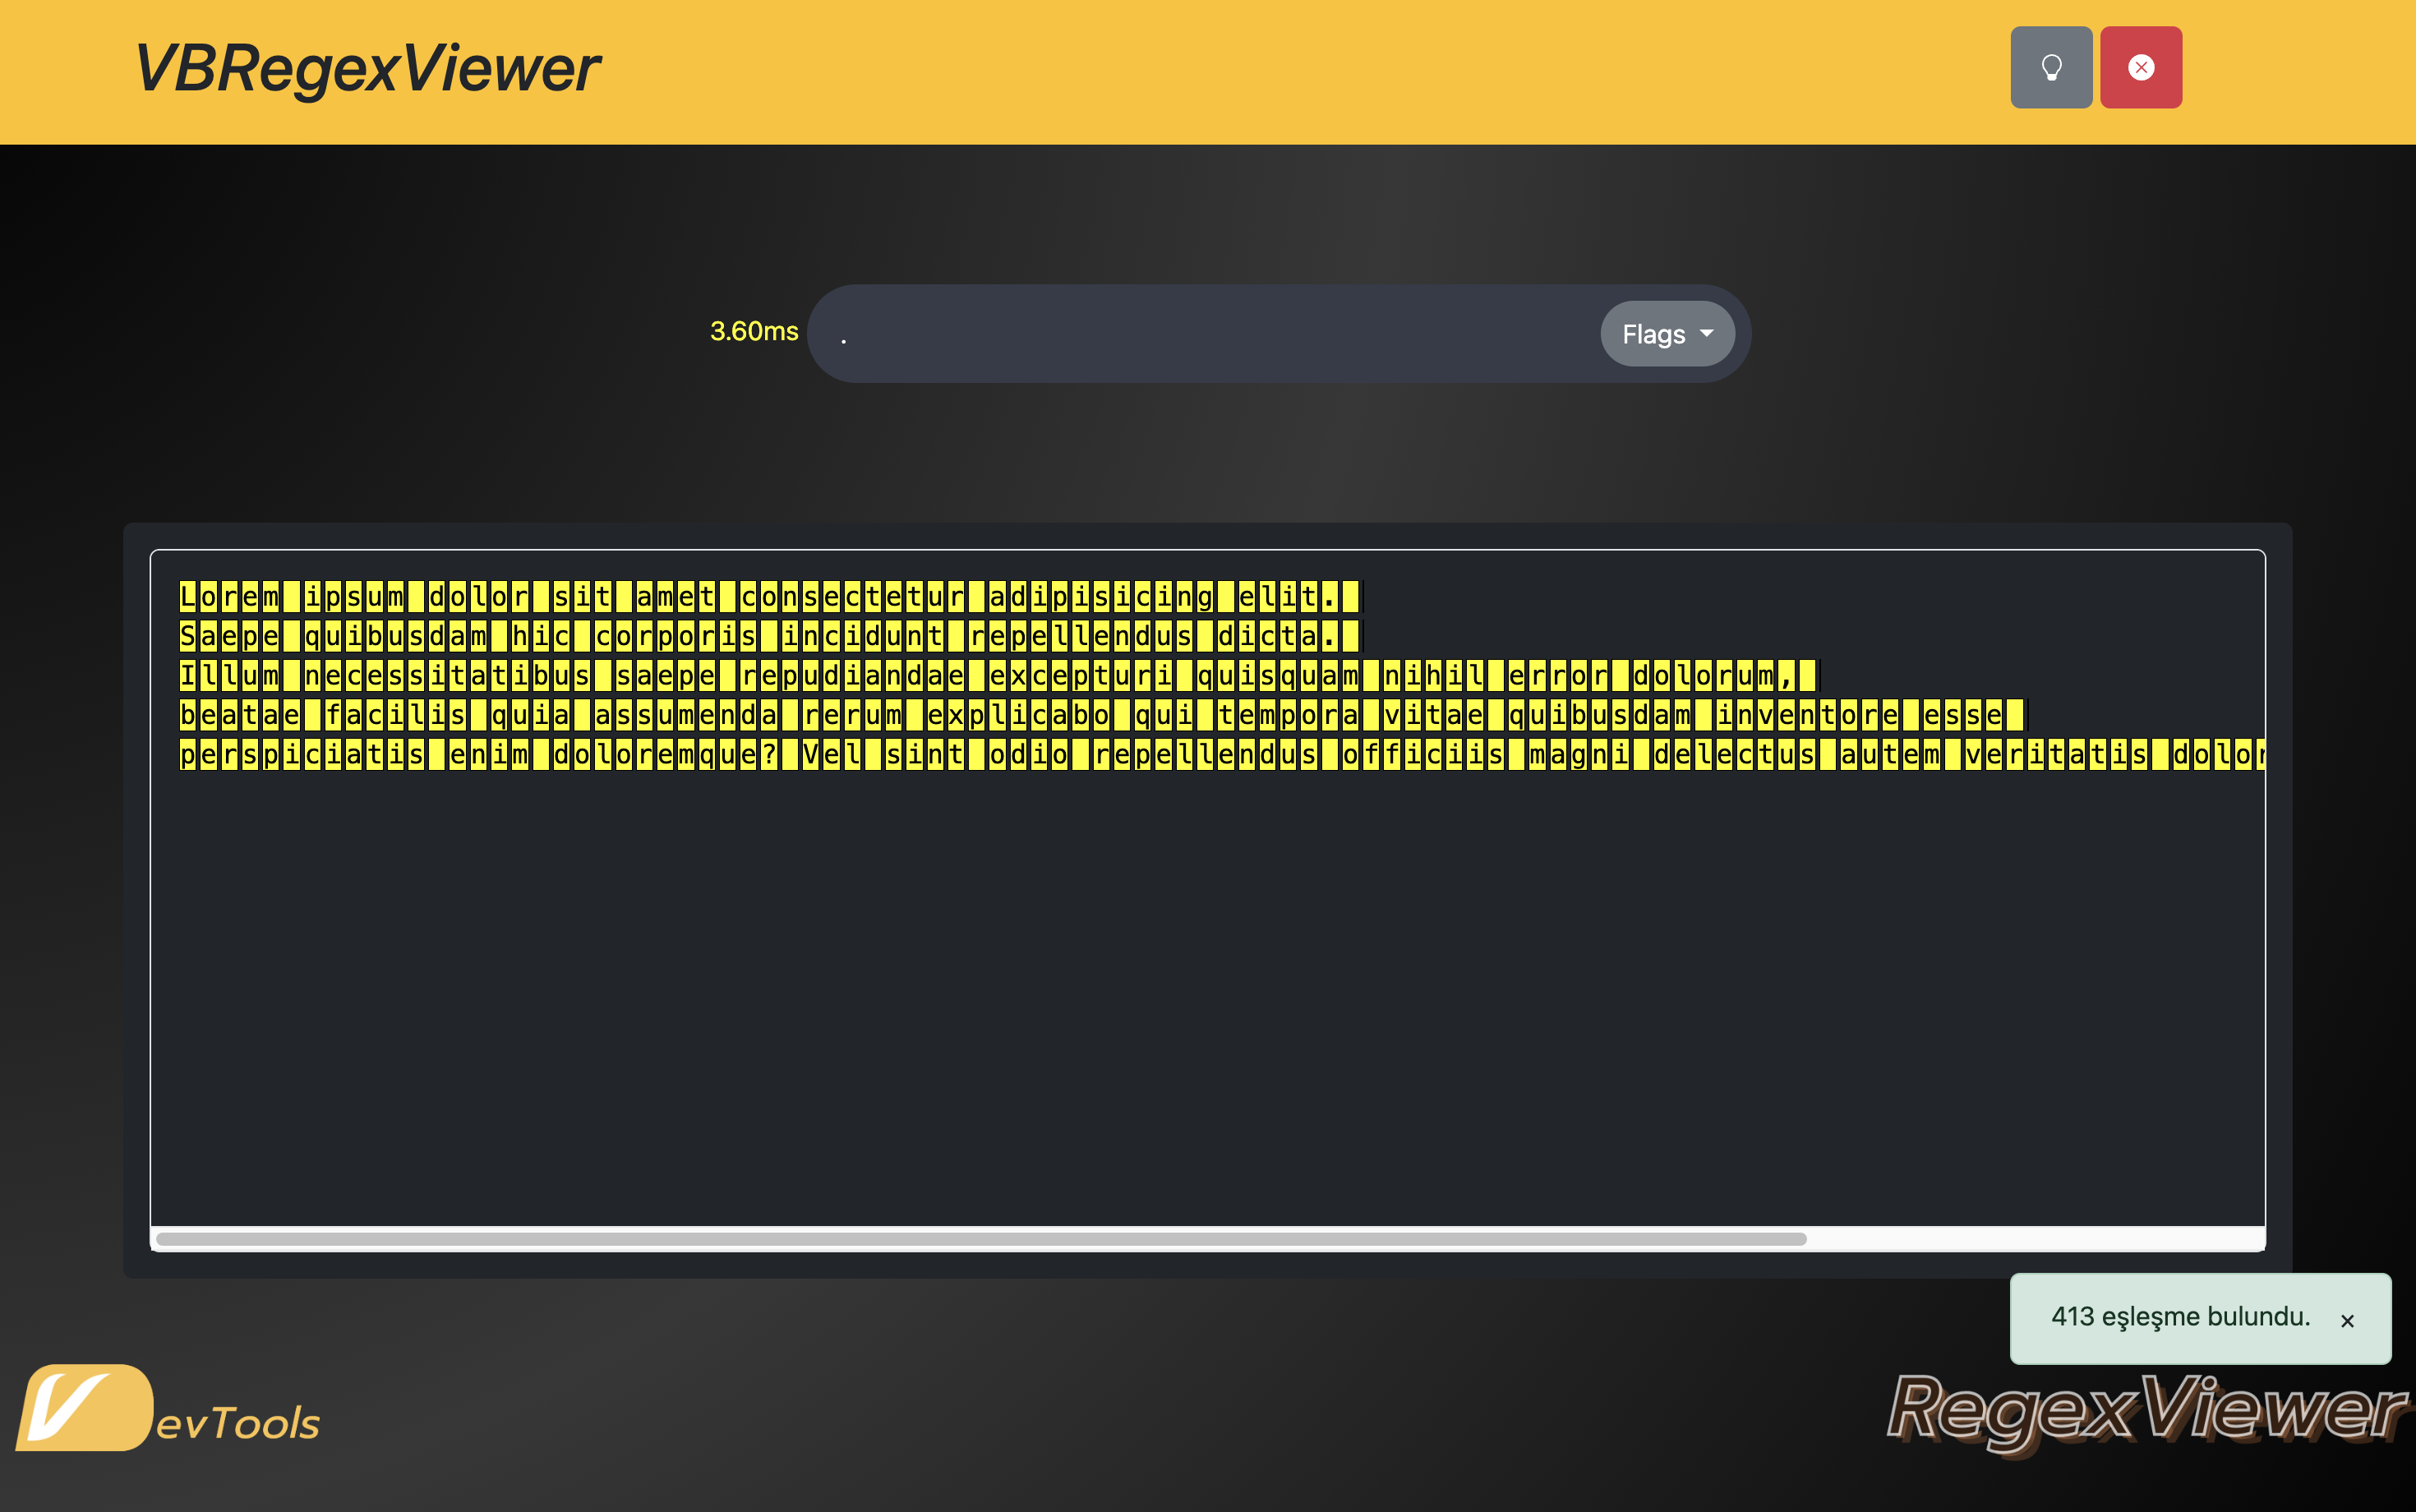 VBRegexViewer
3.60ms
.
Flags
Lorem ipsum dolor sit amet consectetur adipisicing elit.
Saepe quibusdam hic corporis incidunt repellendus dicta.
Illum necessitatibus saepe repudiandae excepturi quisquam nihil error dolorum,
beatae facilis quia assumenda rerum explicabo qui tempora vitae quibusdam inventore esse
perspiciatis enim doloremque? Vel sint odio repellendus officiis magni delectus autem veritatis dolor
413 eşleşme bulundu. ×
VevTools
RegexViewer